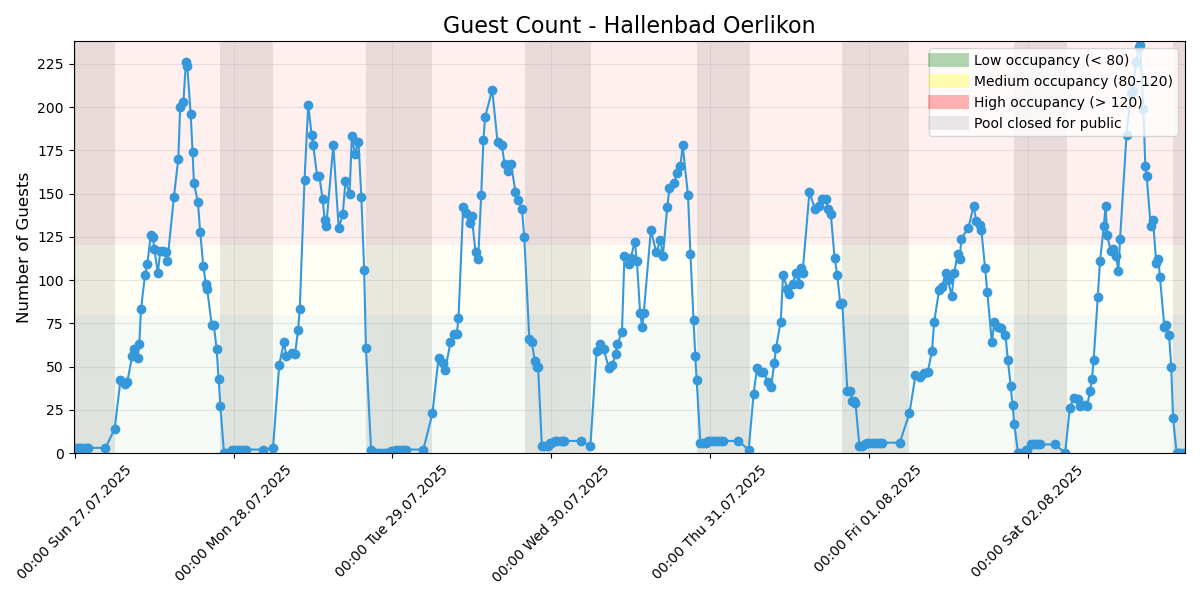 Guest Count - Hallenbad Oerlikon
Number of Guests
225
200
175
150
125
100
75
50
25
0
Low occupancy (< 80)
Medium occupancy (80-120)
High occupancy (> 120)
Pool closed for public
00:00 Sun 27.07.2025
00:00 Mon 28.07.2025
00:00 Tue 29.07.2025
00:00 Wed 30.07.2025
00:00 Thu 31.07.2025
00:00 Fri 01.08.2025
00:00 Sat 02.08.2025